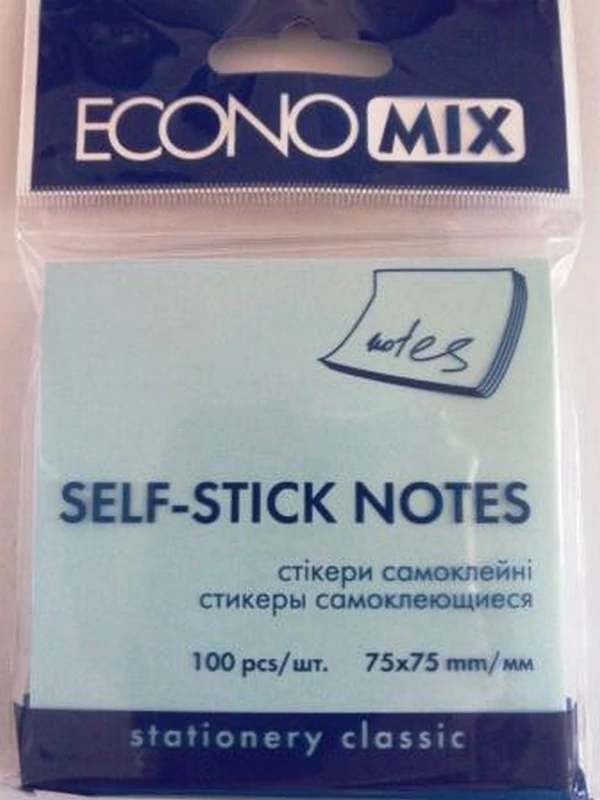 ECONOMIX
notes
SELF-STICK NOTES
стікери самоклейні
стикеры самоклеющиеся
100 pcs/шт. 75x75 mm/мм
stationery classic